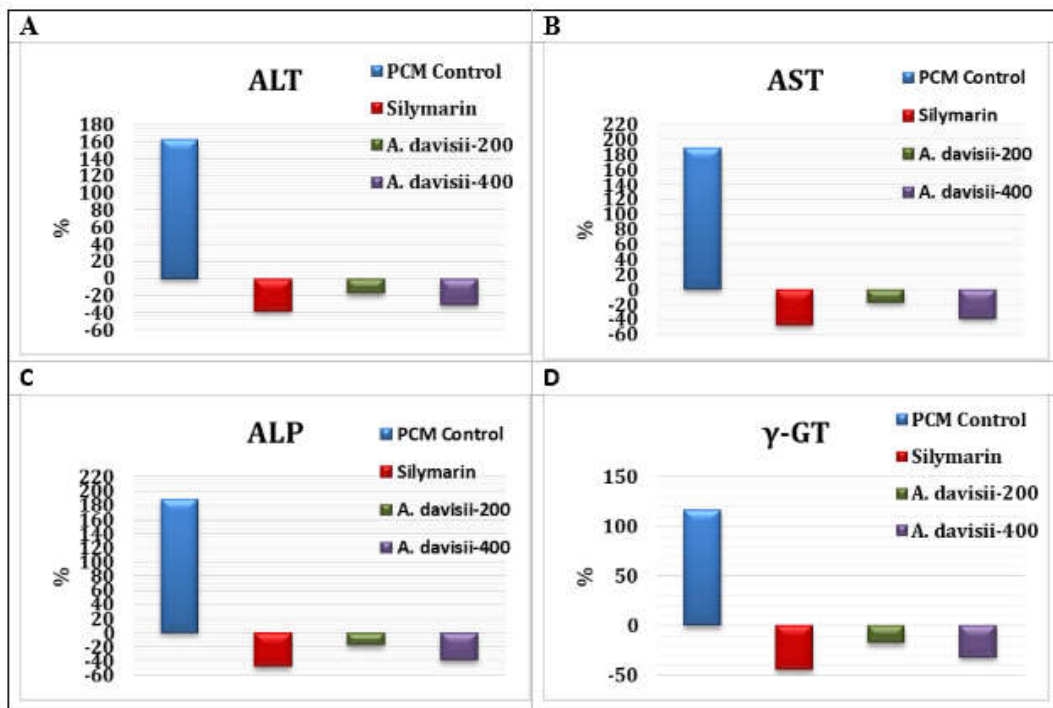 A
ALT
PCM Control
Silymarin
A. davisii-200
A. davisii-400
180
160
140
120
100
80
60
40
20
0
-20
-40
-60
%
B
AST
PCM Control
Silymarin
A. davisii-200
A. davisii-400
220
200
180
160
140
120
100
80
60
40
20
0
-20
-40
-60
%
C
ALP
PCM Control
Silymarin
A. davisii-200
A. davisii-400
220
200
180
160
140
120
100
80
60
40
20
0
-20
-40
-60
%
D
γ-GT
PCM Control
Silymarin
A. davisii-200
A. davisii-400
150
100
50
0
-50
%